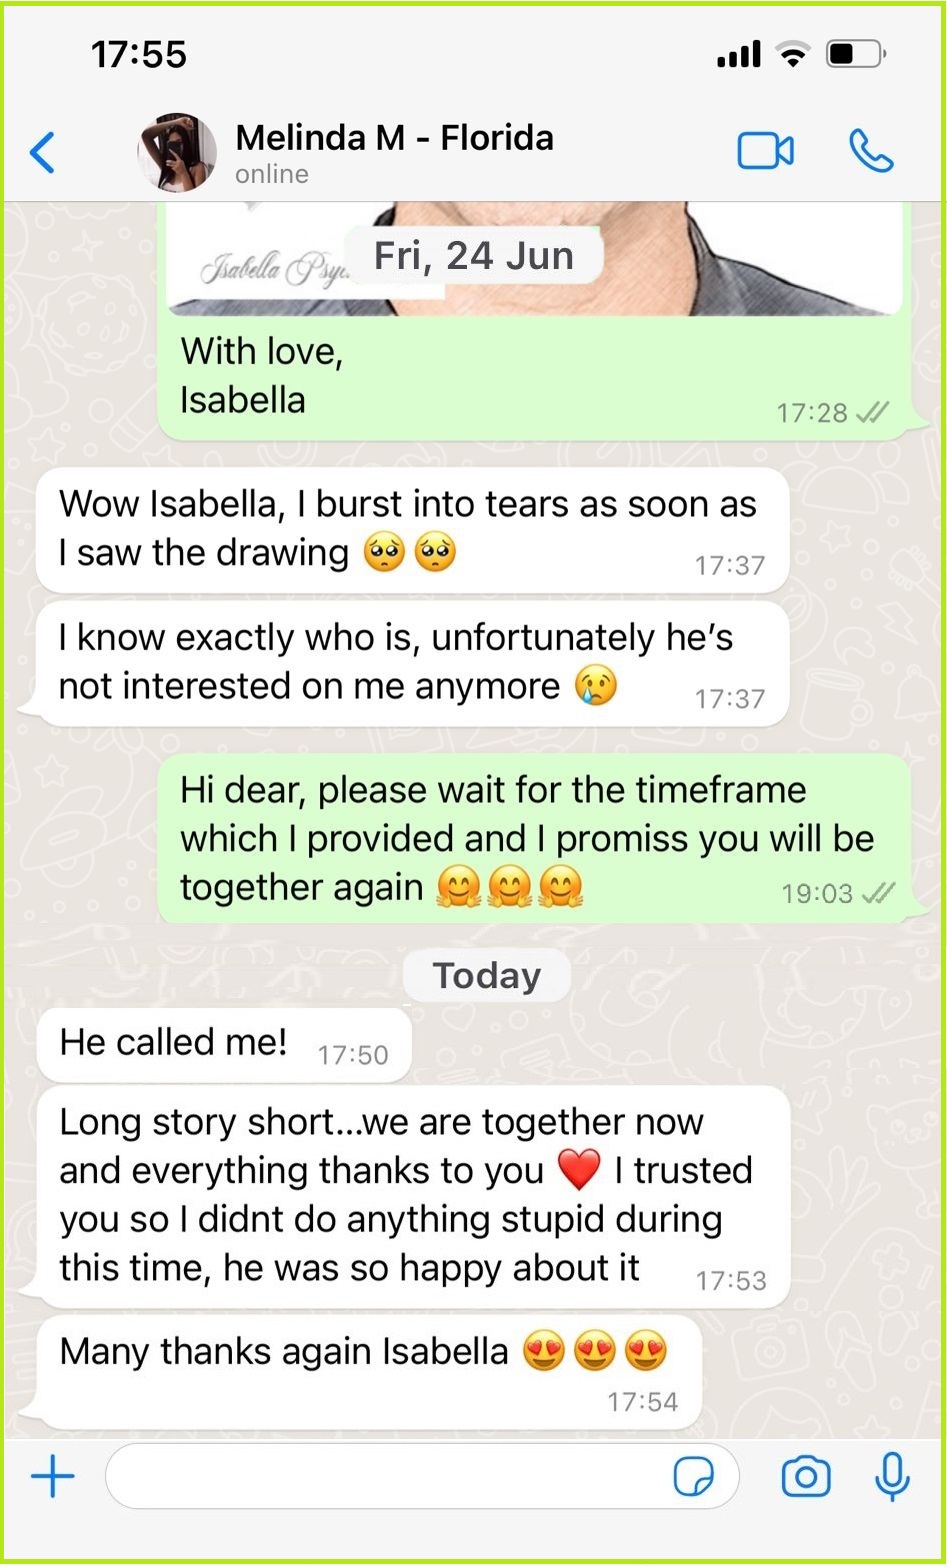 17:55
Melinda M - Florida
online
Isabella
Fri, 24 Jun
With love,
Isabella
17:28
Wow Isabella, I burst into tears as soon as
I saw the drawing 🥺🥺
17:37
I know exactly who is, unfortunately he’s
not interested on me anymore 😢
17:37
Hi dear, please wait for the timeframe
which I provided and I promiss you will be
together again 🤗🤗🤗
19:03
Today
He called me!
17:50
Long story short...we are together now
and everything thanks to you ❤️ I trusted
you so I didnt do anything stupid during
this time, he was so happy about it
17:53
Many thanks again Isabella 😍😍😍
17:54